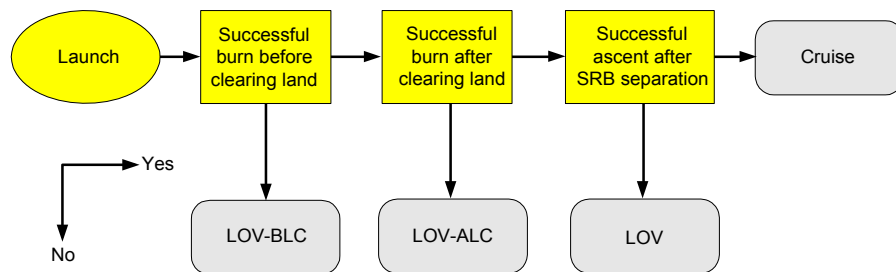 Launch
Successful
burn before
clearing land
Successful
burn after
clearing land
Successful
ascent after
SRB separation
Cruise
Yes
No
LOV-BLC
LOV-ALC
LOV